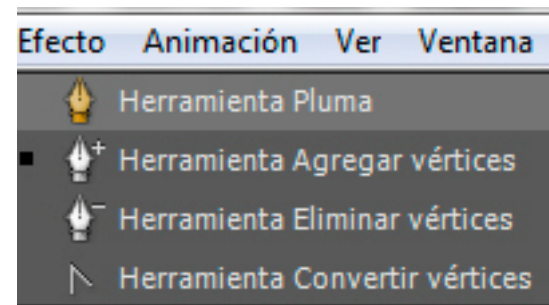 Efecto Animación Ver Ventana
Herramienta Pluma
Herramienta Agregar vértices
Herramienta Eliminar vértices
Herramienta Convertir vértices